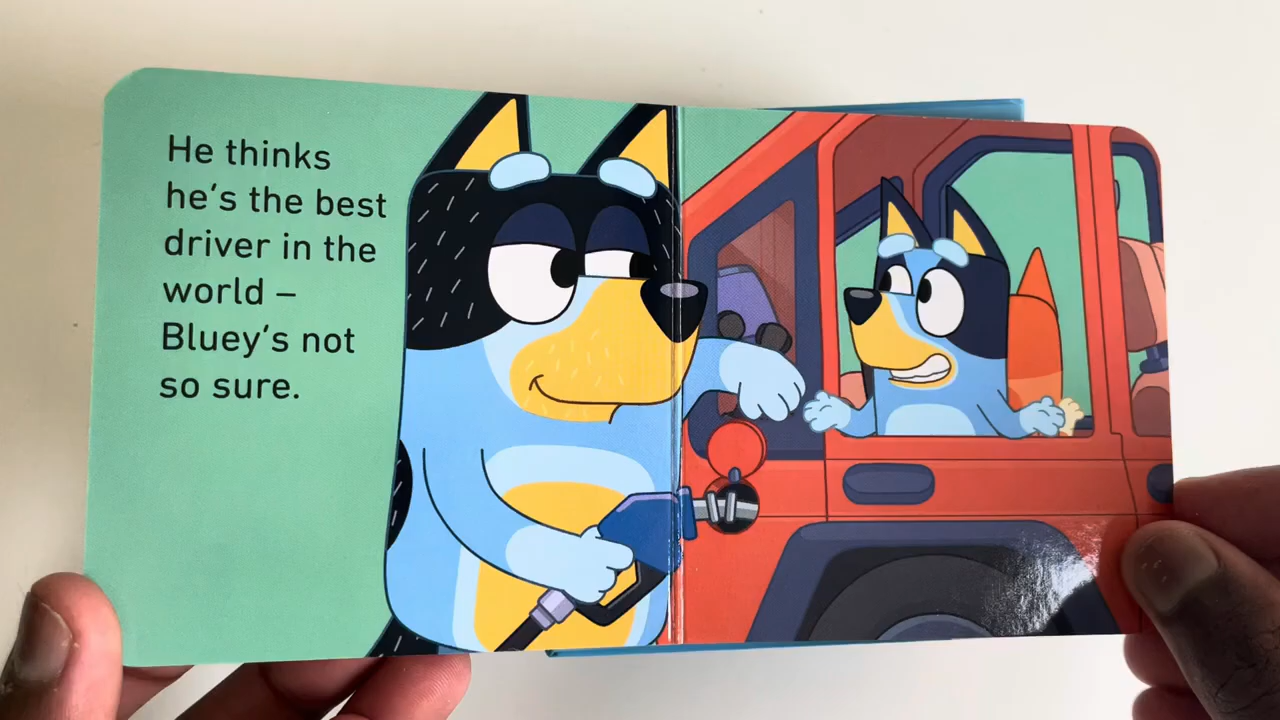 He thinks
he's the best
driver in the
world –
Bluey's not
so sure.